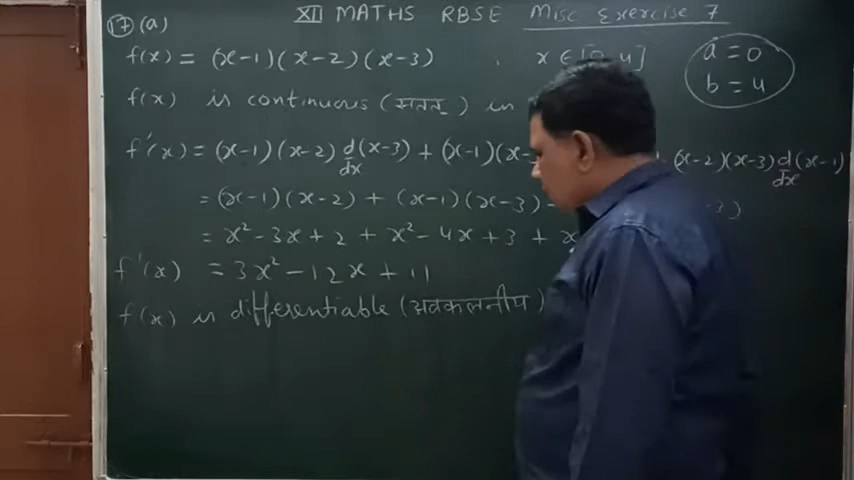 XII MATHS RBSE Misc Exercise 7
17 (a)
f(x) = (x-1)(x-2)(x-3) , x ∈ [0, 4]
a = 0
b = 4
f(x) is continuous (सतत) in
f'(x) = (x-1)(x-2) d/dx (x-3) + (x-1)(x- (x-2)(x-3) d/dx (x-1)
= (x-1)(x-2) + (x-1)(x-3) 3)
= x² - 3x + 2 + x² - 4x + 3 + x
f'(x) = 3x² - 12x + 11
f(x) is differentiable (अवकलनीय)